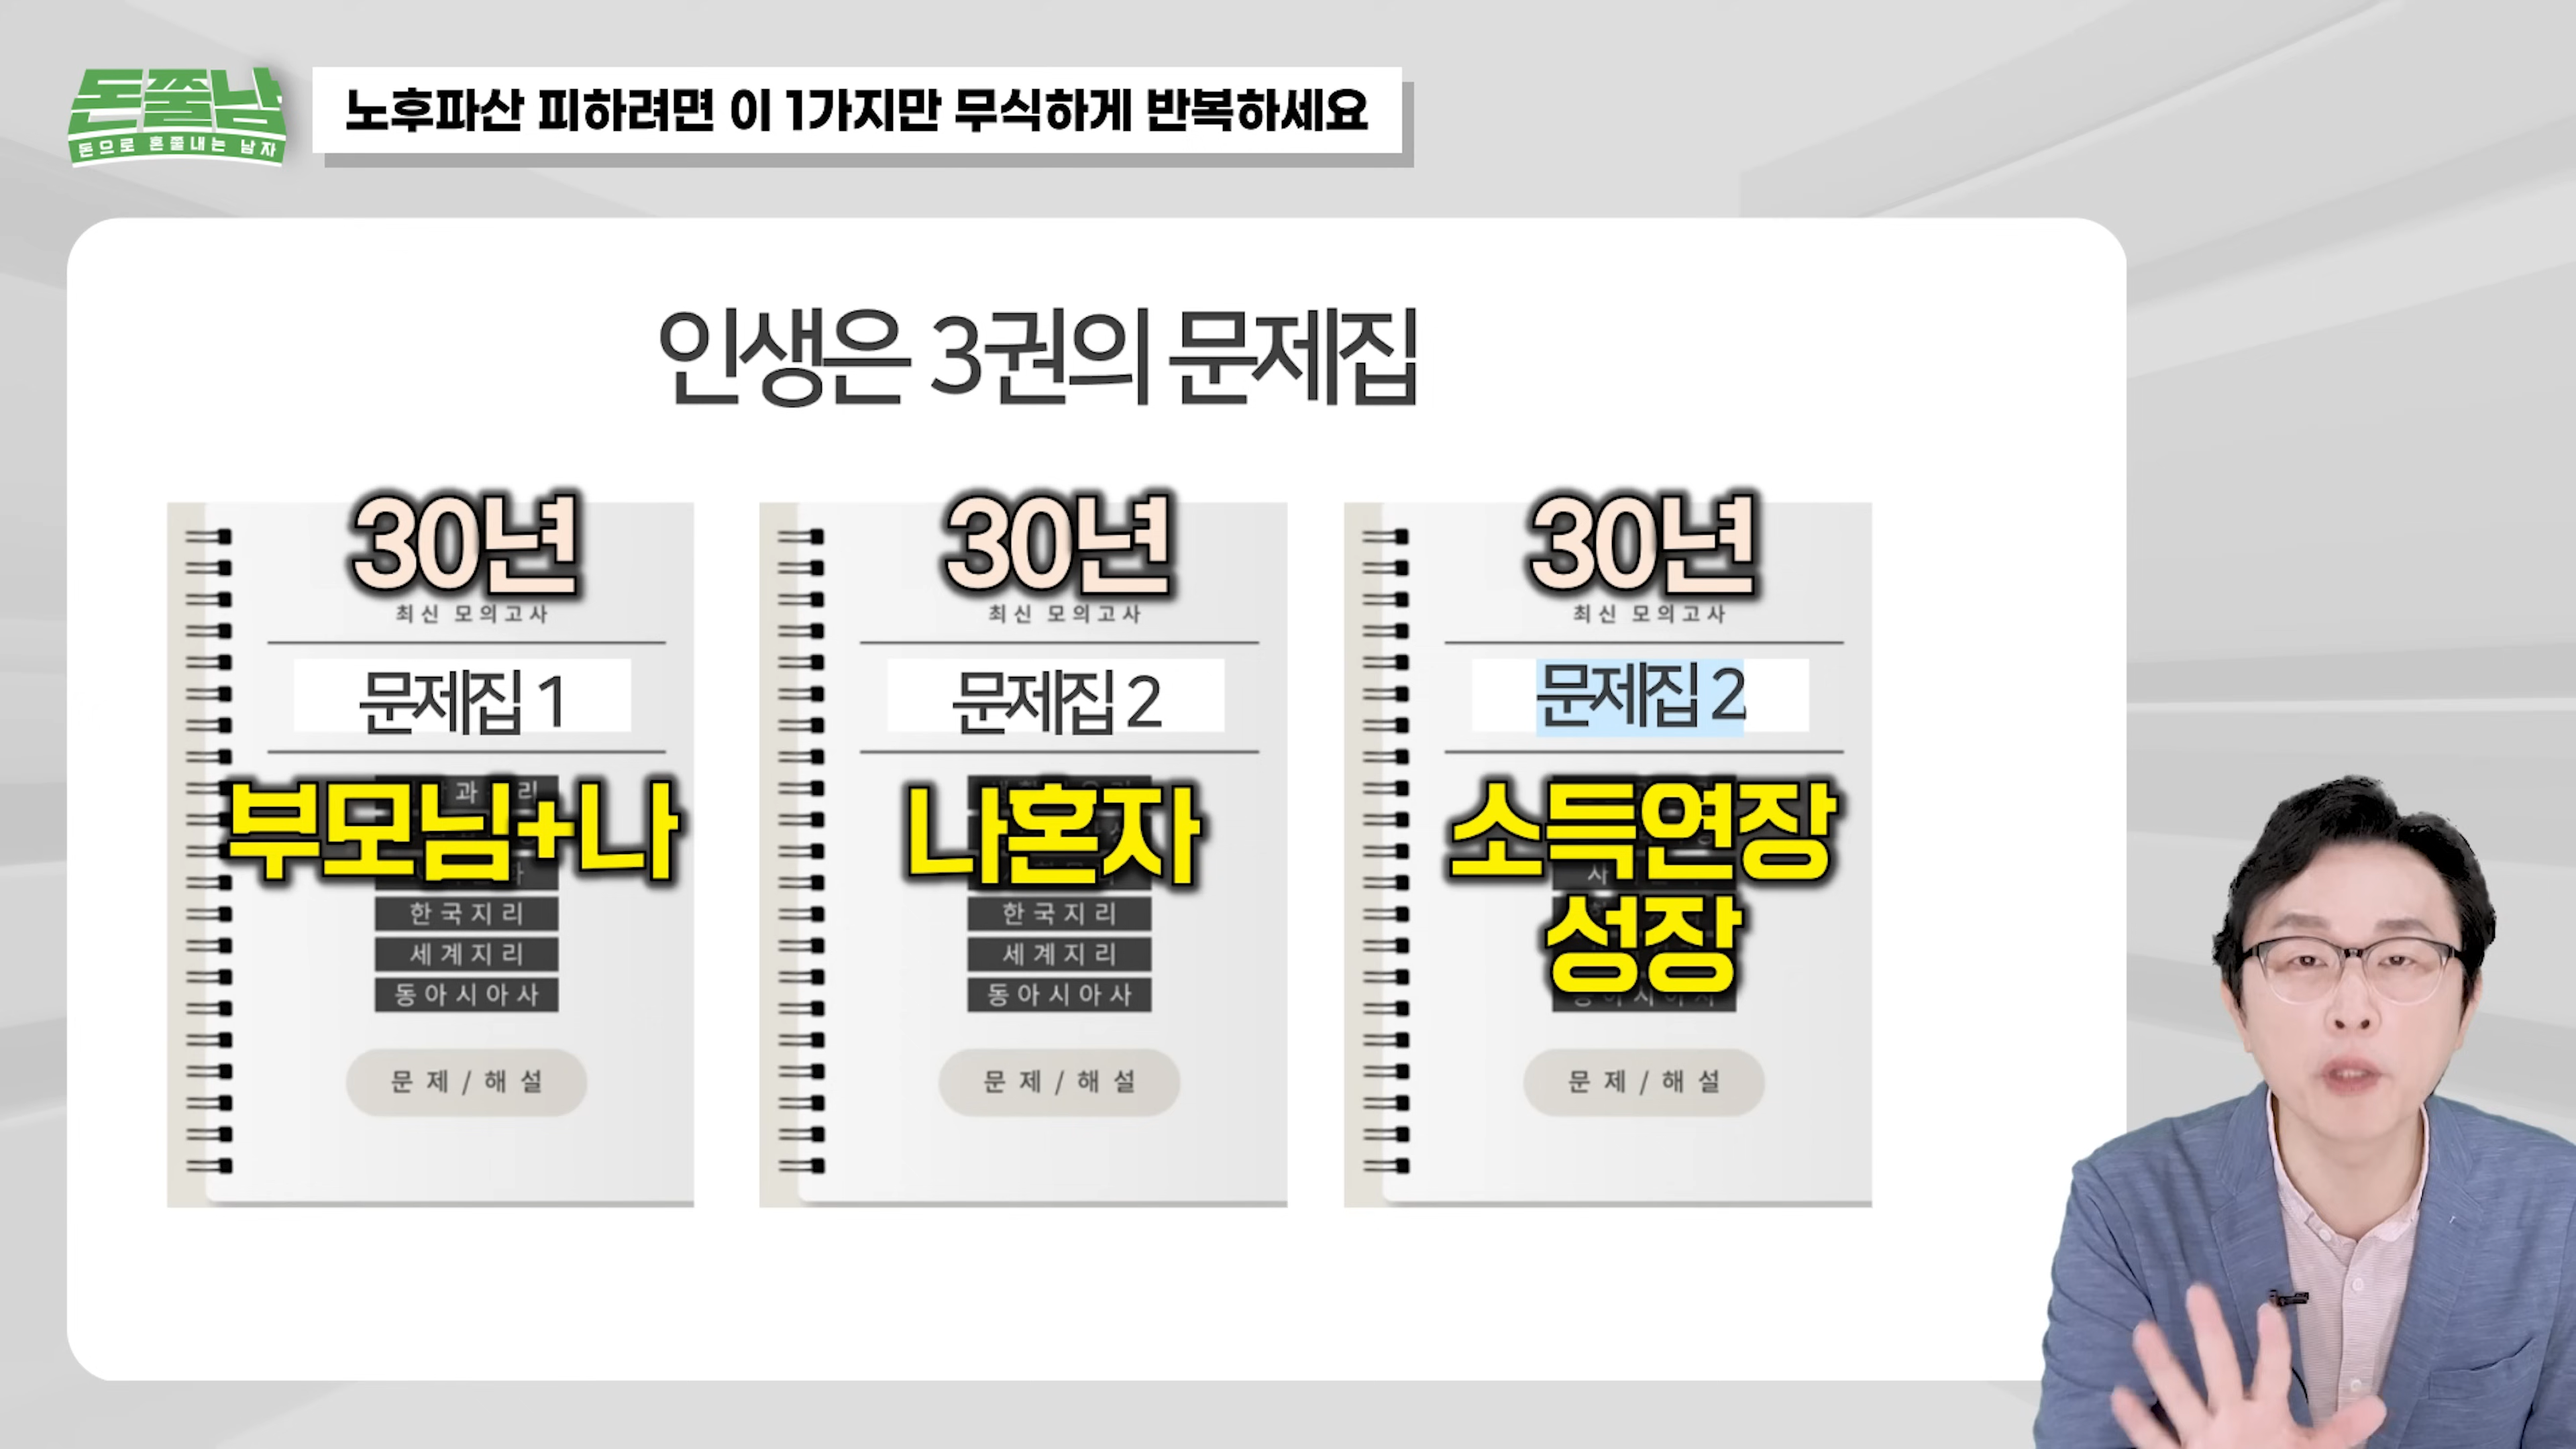 돈쭐남
돈으로 혼쭐내는 남자
노후파산 피하려면 이 1가지만 무식하게 반복하세요
인생은 3권의 문제집
30년
최신 모의고사
문제집 1
부모님+나
한국지리
세계지리
동아시아사
문제/해설
30년
최신 모의고사
문제집 2
나혼자
한국지리
세계지리
동아시아사
문제/해설
30년
최신 모의고사
문제집 2
소득연장
성장
문제/해설